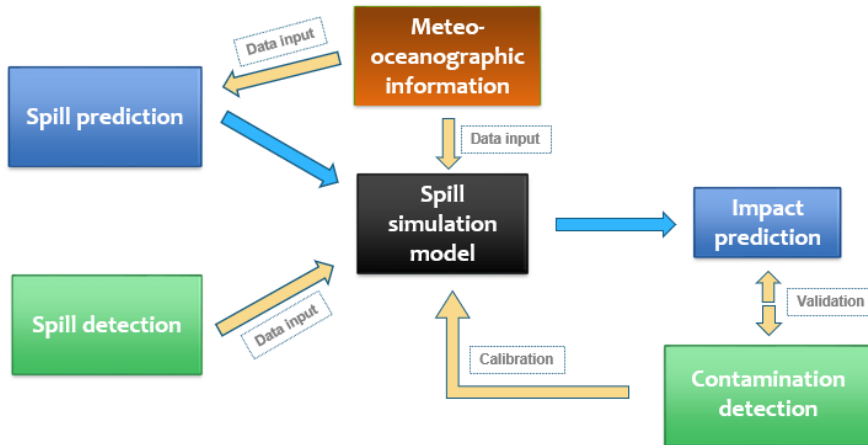 Data input
Meteo-
oceanographic
information
Spill prediction
Data input
Spill
simulation
model
Impact
prediction
Spill detection
Data input
Validation
Calibration
Contamination
detection